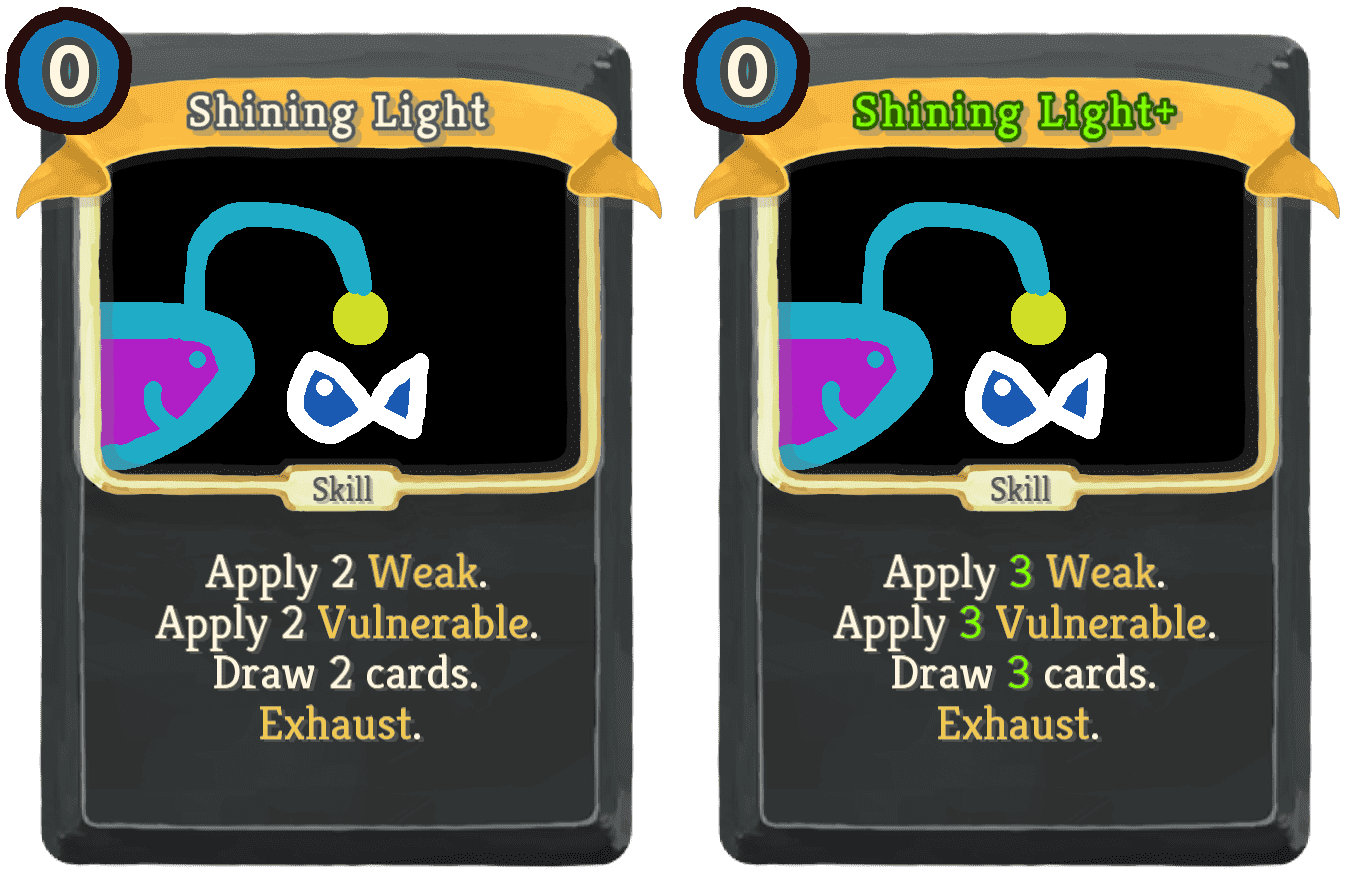 0
Shining Light
Skill
Apply 2 Weak.
Apply 2 Vulnerable.
Draw 2 cards.
Exhaust.
0
Shining Light+
Skill
Apply 3 Weak.
Apply 3 Vulnerable.
Draw 3 cards.
Exhaust.